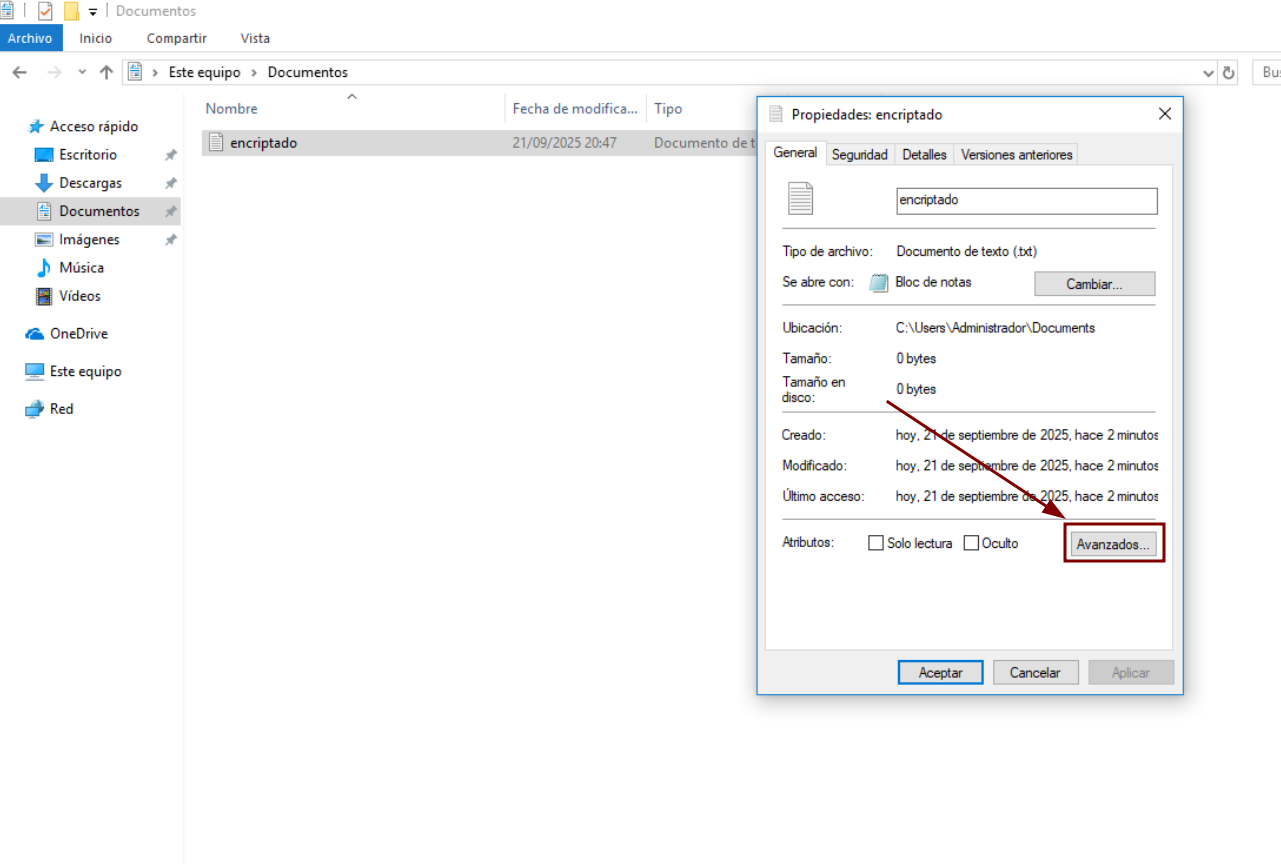 Documentos
Archivo Inicio Compartir Vista
Este equipo > Documentos
Nombre Fecha de modifica... Tipo
Acceso rápido
Escritorio
Descargas
Documentos
Imágenes
Música
Vídeos
OneDrive
Este equipo
Red
encriptado 21/09/2025 20:47 Documento de t
Propiedades: encriptado
General Seguridad Detalles Versiones anteriores
encriptado
Tipo de archivo: Documento de texto (.txt)
Se abre con: Bloc de notas Cambiar...
Ubicación: C:\Users\Administrador\Documents
Tamaño: 0 bytes
Tamaño en
disco: 0 bytes
Creado: hoy, 21 de septiembre de 2025, hace 2 minutos
Modificado: hoy, 21 de septiembre de 2025, hace 2 minutos
Último acceso: hoy, 21 de septiembre de 2025, hace 2 minutos
Atributos: Solo lectura Oculto Avanzados...
Aceptar Cancelar Aplicar